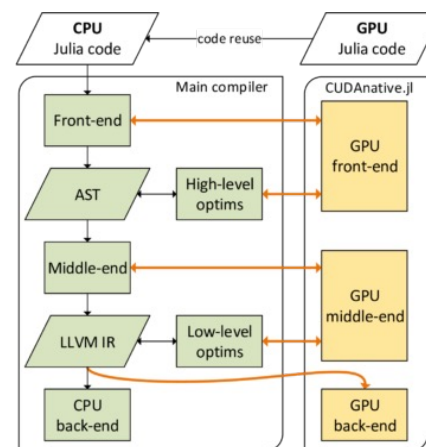 CPU
Julia code
code reuse
GPU
Julia code
Main compiler
CUDAnative.jl
Front-end
GPU
front-end
AST
High-level
optims
Middle-end
GPU
middle-end
LLVM IR
Low-level
optims
CPU
back-end
GPU
back-end